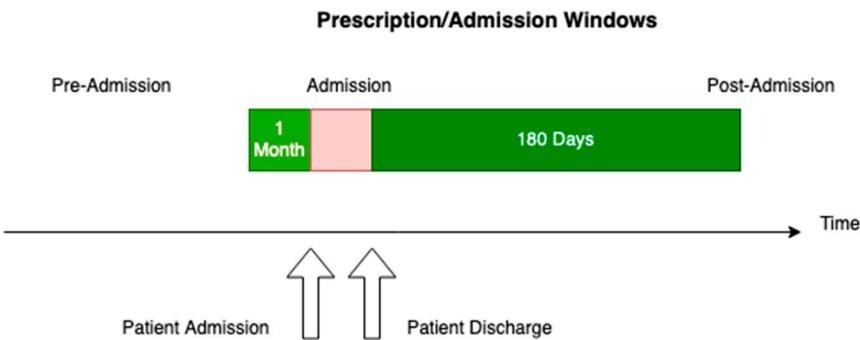 Prescription/Admission Windows
Pre-Admission
Admission
Post-Admission
1
Month
180 Days
Time
Patient Admission
Patient Discharge